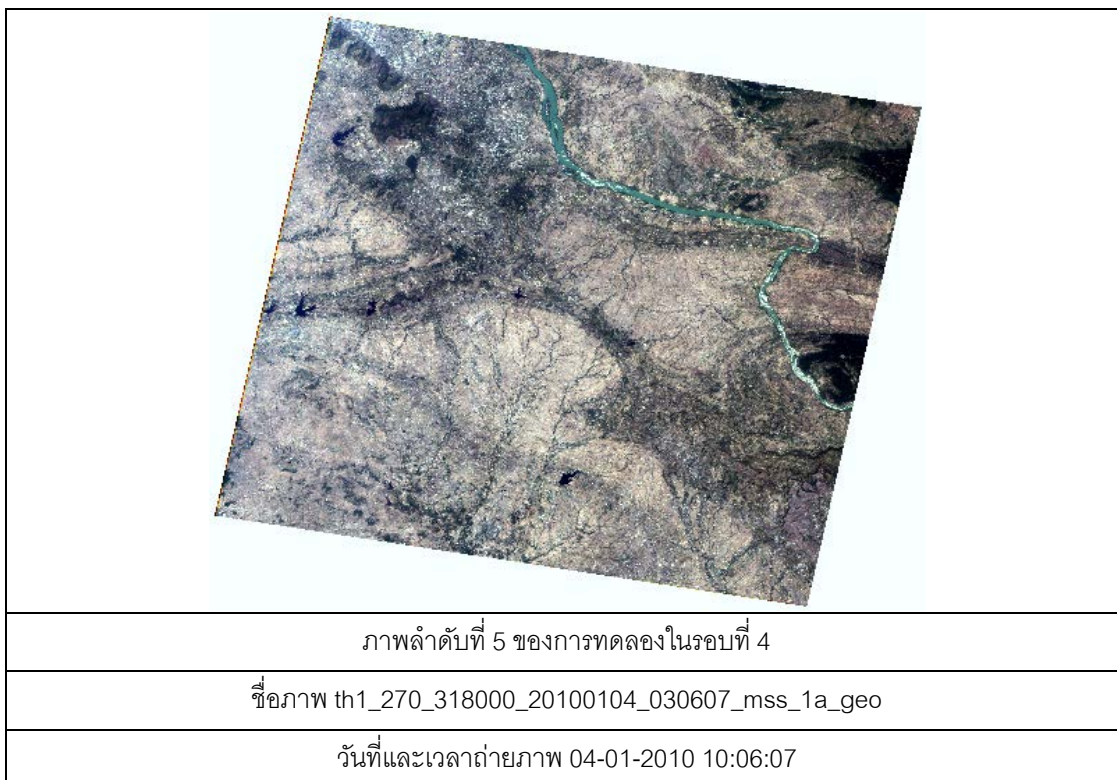 ภาพลำดับที่ 5 ของการทดลองในรอบที่ 4
ชื่อภาพ th1_270_318000_20100104_030607_mss_1a_geo
วันที่และเวลาถ่ายภาพ 04-01-2010 10:06:07